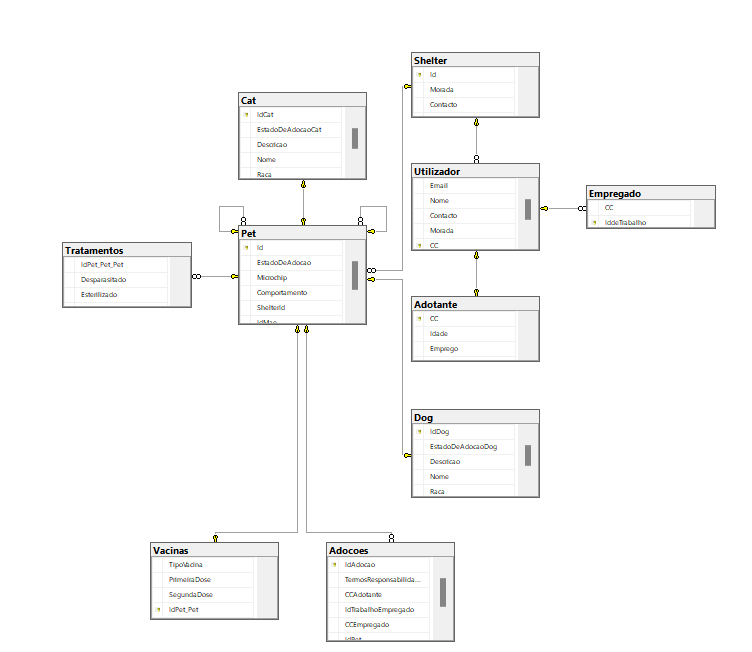 Shelter
Id
Morada
Contacto
Cat
IdCat
EstadoDeAdocaoCat
Descricao
Nome
Raca
Utilizador
Email
Nome
Contacto
Morada
CC
Empregado
CC
IddeTrabalho
Pet
Id
EstadoDeAdocao
Microchip
Comportamento
ShelterId
IdMae
Tratamentos
IdPet_Pet_Pet
Desparasitado
Esterilizado
Adotante
CC
Idade
Emprego
Dog
IdDog
EstadoDeAdocaoDog
Descricao
Nome
Raca
Vacinas
TipoVacina
PrimeiraDose
SegundaDose
IdPet_Pet
Adocoes
IdAdocao
TermosResponsabilida...
CCAdotante
IdTrabalhoEmpregado
CCEmpregado
IdPet